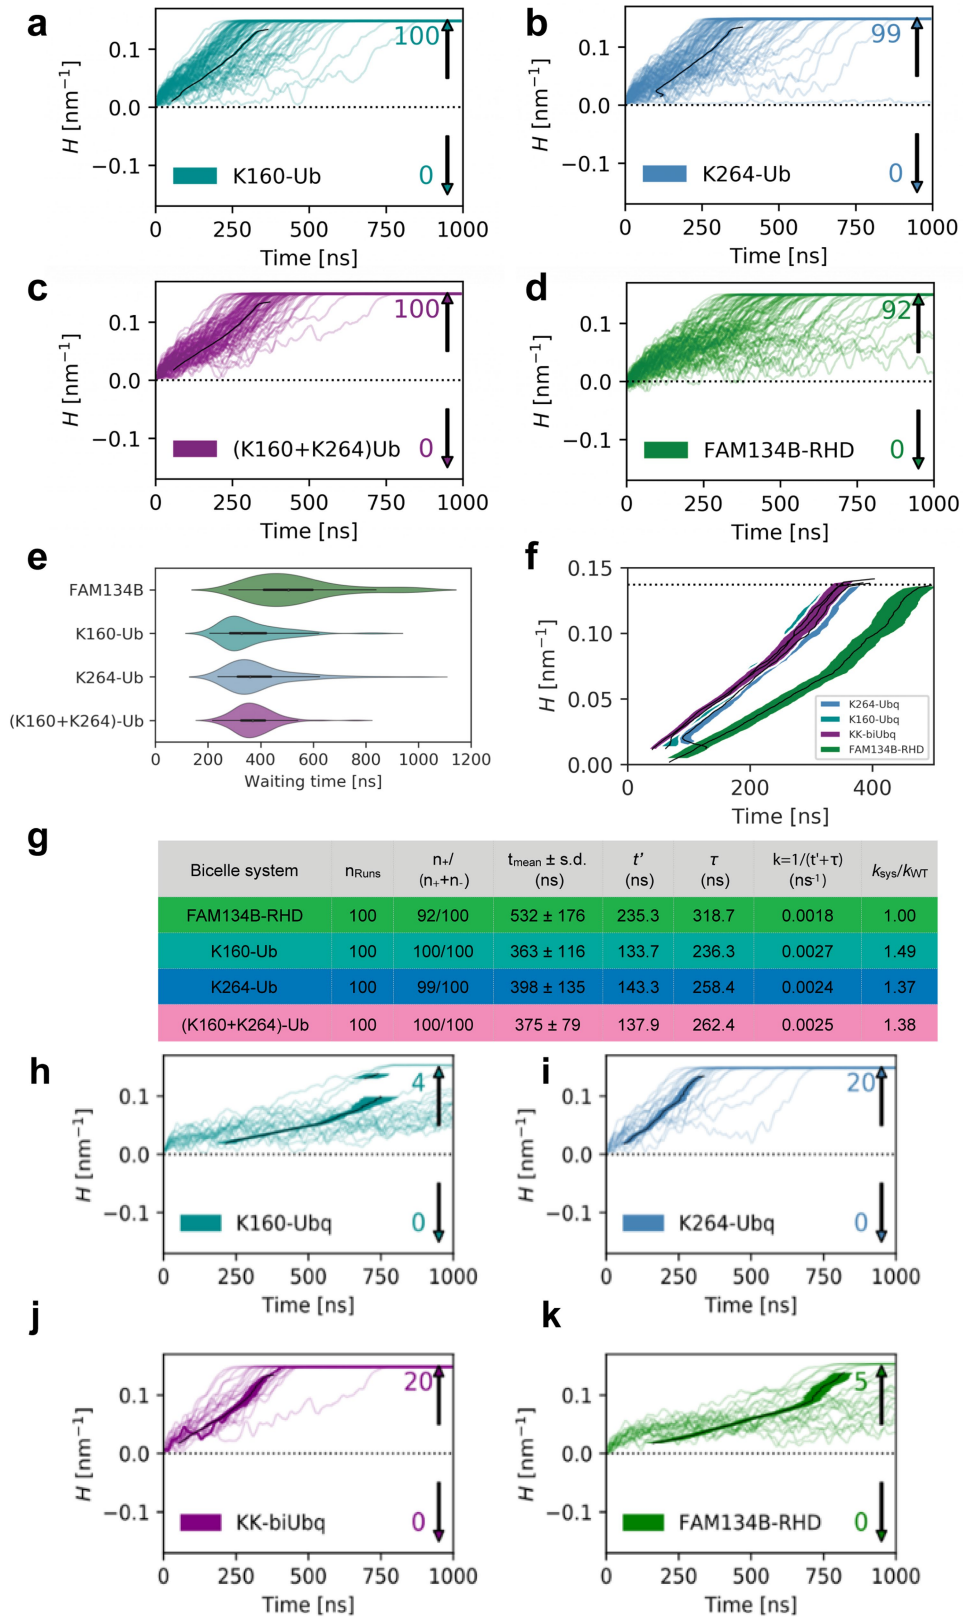 a
H [nm⁻¹]
0.1
0.0
−0.1
100
K160-Ub
0
0 250 500 750 1000
Time [ns]
b
H [nm⁻¹]
0.1
0.0
−0.1
99
K264-Ub
0
0 250 500 750 1000
Time [ns]
c
H [nm⁻¹]
0.1
0.0
−0.1
100
(K160+K264)Ub
0
0 250 500 750 1000
Time [ns]
d
H [nm⁻¹]
0.1
0.0
−0.1
92
FAM134B-RHD
0
0 250 500 750 1000
Time [ns]
e
FAM134B
K160-Ub
K264-Ub
(K160+K264)-Ub
0 200 400 600 800 1000 1200
Waiting time [ns]
f
H [nm⁻¹]
0.15
0.10
0.05
0.00
K264-Ubq
K160-Ubq
KK-biUbq
FAM134B-RHD
0 200 400
Time [ns]
g
Bicelle system nRuns n₊/(n₊+n₋) tmean ± s.d. (ns) t' (ns) τ (ns) k=1/(t'+τ) (ns⁻¹) ksys/kWT
FAM134B-RHD 100 92/100 532 ± 176 235.3 318.7 0.0018 1.00
K160-Ub 100 100/100 363 ± 116 133.7 236.3 0.0027 1.49
K264-Ub 100 99/100 398 ± 135 143.3 258.4 0.0024 1.37
(K160+K264)-Ub 100 100/100 375 ± 79 137.9 262.4 0.0025 1.38
h
H [nm⁻¹]
0.1
0.0
−0.1
4
K160-Ubq
0
0 250 500 750 1000
Time [ns]
i
H [nm⁻¹]
0.1
0.0
−0.1
20
K264-Ubq
0
0 250 500 750 1000
Time [ns]
j
H [nm⁻¹]
0.1
0.0
−0.1
20
KK-biUbq
0
0 250 500 750 1000
Time [ns]
k
H [nm⁻¹]
0.1
0.0
−0.1
5
FAM134B-RHD
0
0 250 500 750 1000
Time [ns]